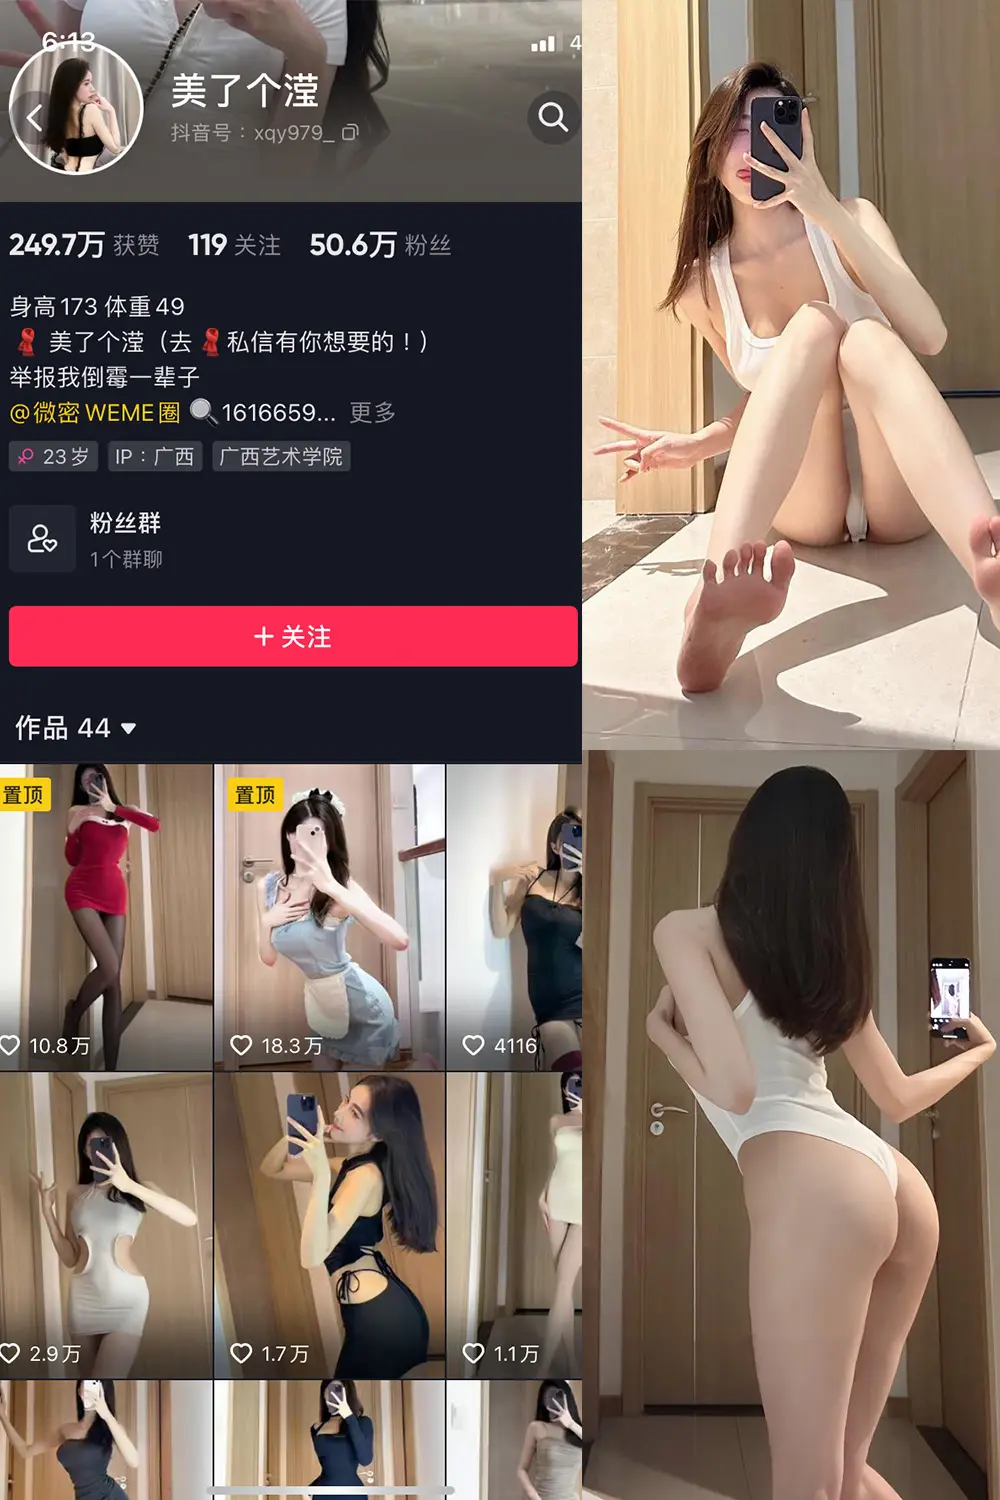 6:13
4
美了个滢
抖音号：xqy979_
249.7万 获赞 119 关注 50.6万 粉丝
身高173 体重49
美了个滢（去 私信有你想要的！）
举报我倒霉一辈子
@微密 WEME圈 1616659... 更多
23岁 IP：广西 广西艺术学院
粉丝群
1个群聊
+ 关注
作品 44
置顶 置顶
10.8万 18.3万 4116
2.9万 1.7万 1.1万